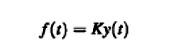 f(t) = Ky(t)